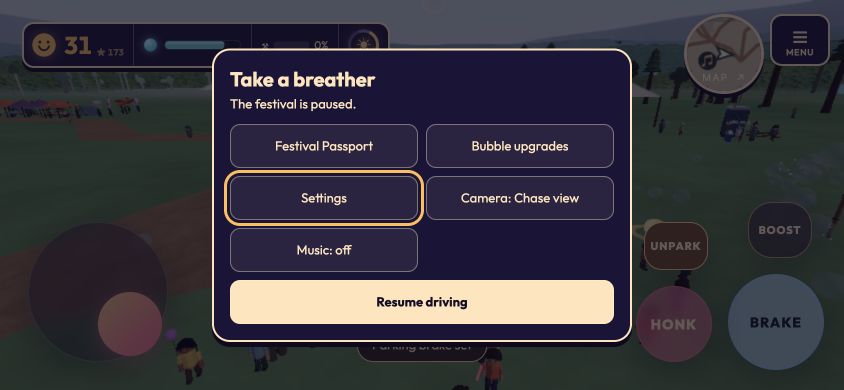 31 ★173
0%
MAP ↗
MENU
Take a breather
The festival is paused.
Festival Passport
Bubble upgrades
Settings
Camera: Chase view
Music: off
Resume driving
UNPARK
BOOST
HONK
BRAKE
Parking brake set